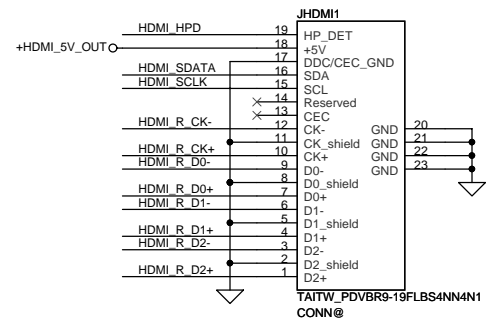 JHDMI1
HDMI_HPD 19 HP_DET
+HDMI_5V_OUT 18 +5V
17 DDC/CEC_GND
HDMI_SDATA 16 SDA
HDMI_SCLK 15 SCL
14 Reserved
13 CEC
HDMI_R_CK- 12 CK- GND 20
11 CK_shield GND 21
HDMI_R_CK+ 10 CK+ GND 22
HDMI_R_D0- 9 D0- GND 23
8 D0_shield
HDMI_R_D0+ 7 D0+
HDMI_R_D1- 6 D1-
5 D1_shield
HDMI_R_D1+ 4 D1+
HDMI_R_D2- 3 D2-
2 D2_shield
HDMI_R_D2+ 1 D2+
TAITW_PDVBR9-19FLBS4NN4N1
CONN@